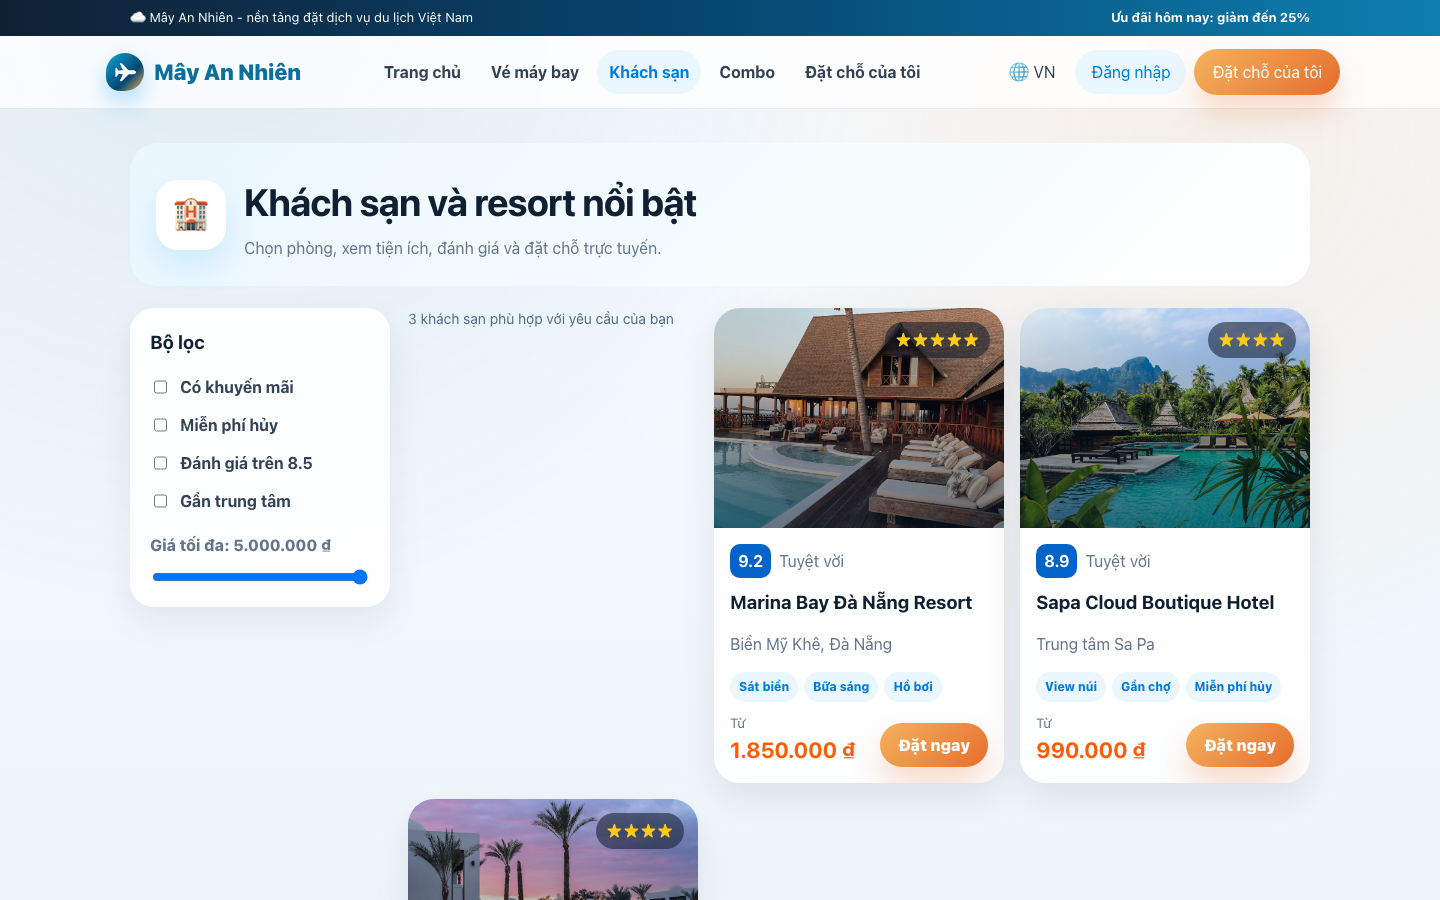 Mây An Nhiên - nền tảng đặt dịch vụ du lịch Việt Nam
Ưu đãi hôm nay: giảm đến 25%
Mây An Nhiên
Trang chủ
Vé máy bay
Khách sạn
Combo
Đặt chỗ của tôi
VN
Đăng nhập
Đặt chỗ của tôi
Khách sạn và resort nổi bật
Chọn phòng, xem tiện ích, đánh giá và đặt chỗ trực tuyến.
Bộ lọc
Có khuyến mãi
Miễn phí hủy
Đánh giá trên 8.5
Gần trung tâm
Giá tối đa: 5.000.000 ₫
3 khách sạn phù hợp với yêu cầu của bạn
9.2 Tuyệt vời
Marina Bay Đà Nẵng Resort
Biển Mỹ Khê, Đà Nẵng
Sát biển
Bữa sáng
Hồ bơi
Từ
1.850.000 ₫
Đặt ngay
8.9 Tuyệt vời
Sapa Cloud Boutique Hotel
Trung tâm Sa Pa
View núi
Gần chợ
Miễn phí hủy
Từ
990.000 ₫
Đặt ngay